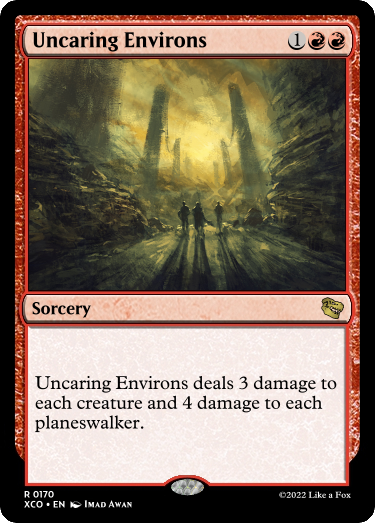 Uncaring Environs 1
Sorcery
Uncaring Environs deals 3 damage to
each creature and 4 damage to each
planeswalker.
R 0170
XCO • EN Imad Awan
©2022 Like a Fox